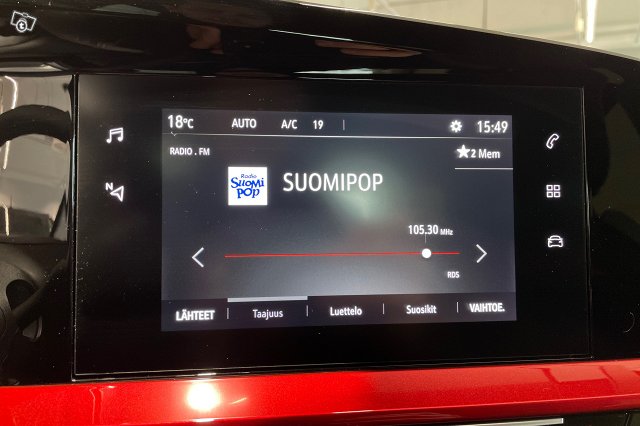 18°C AUTO A/C 19 15:49
RADIO . FM
★2 Mem
Radio
SUOMI
POP
SUOMIPOP
105.30 MHz
RDS
LÄHTEET Taajuus Luettelo Suosikit VAIHTOE.
N